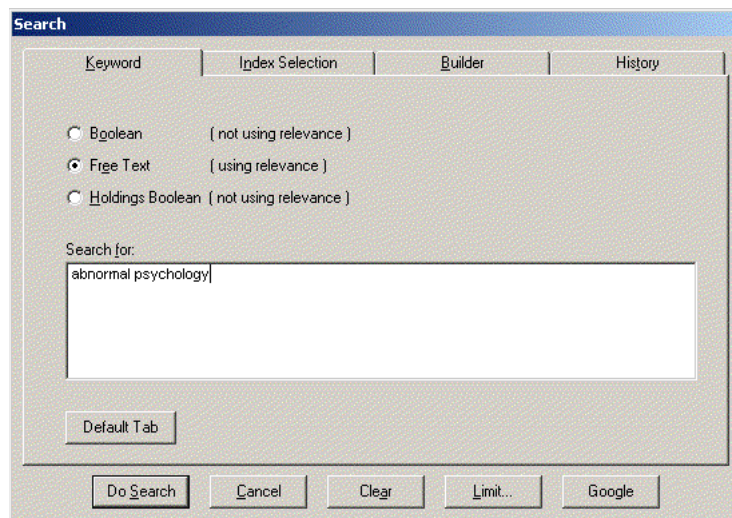 Search
Keyword Index Selection Builder History
Boolean ( not using relevance )
Free Text ( using relevance )
Holdings Boolean ( not using relevance )
Search for:
abnormal psychology
Default Tab
Do Search Cancel Clear Limit... Google